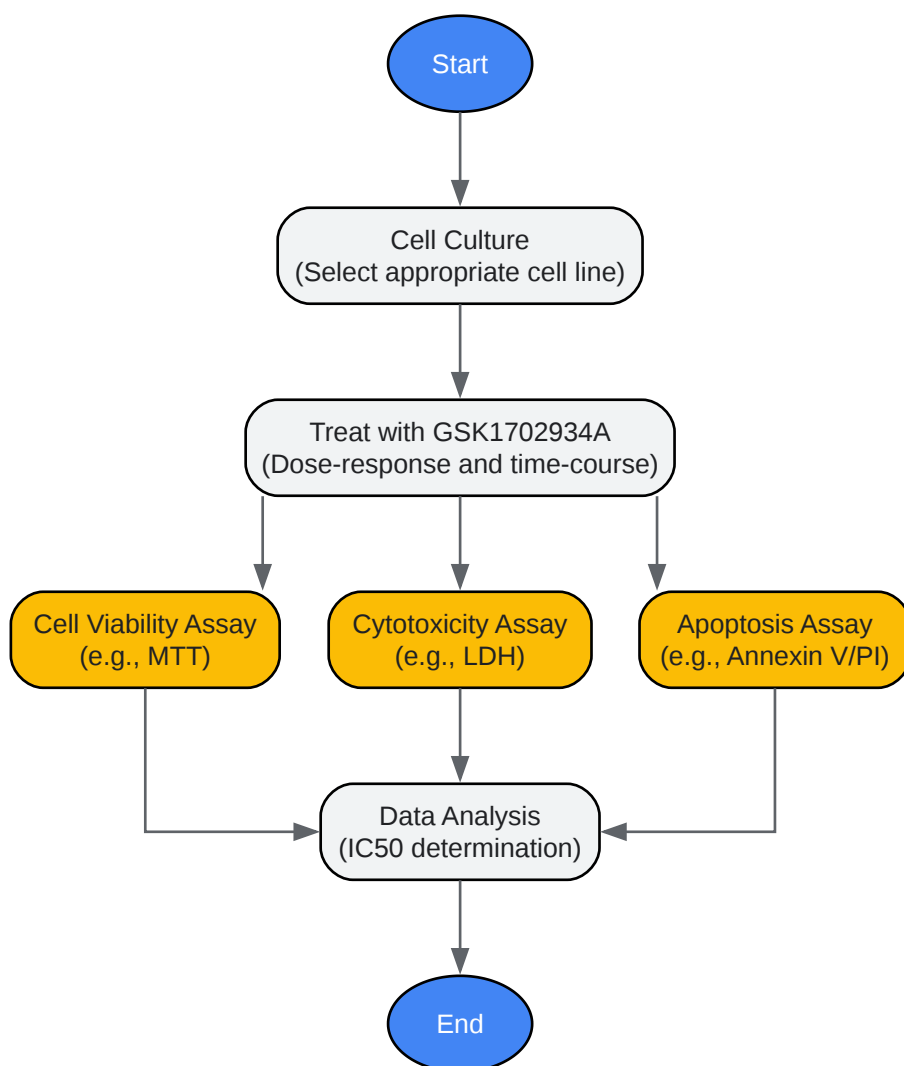 Start
Cell Culture
(Select appropriate cell line)
Treat with GSK1702934A
(Dose-response and time-course)
Cell Viability Assay
(e.g., MTT)
Cytotoxicity Assay
(e.g., LDH)
Apoptosis Assay
(e.g., Annexin V/PI)
Data Analysis
(IC50 determination)
End